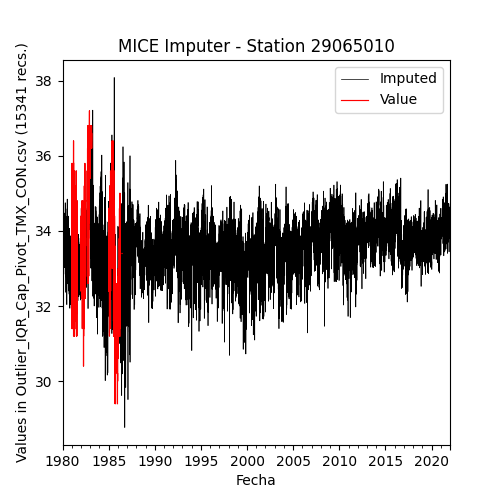 MICE Imputer - Station 29065010
Imputed
Value
Values in Outlier_IQR_Cap_Pivot_TMX_CON.csv (15341 recs.)
38
36
34
32
30
1980 1985 1990 1995 2000 2005 2010 2015 2020
Fecha